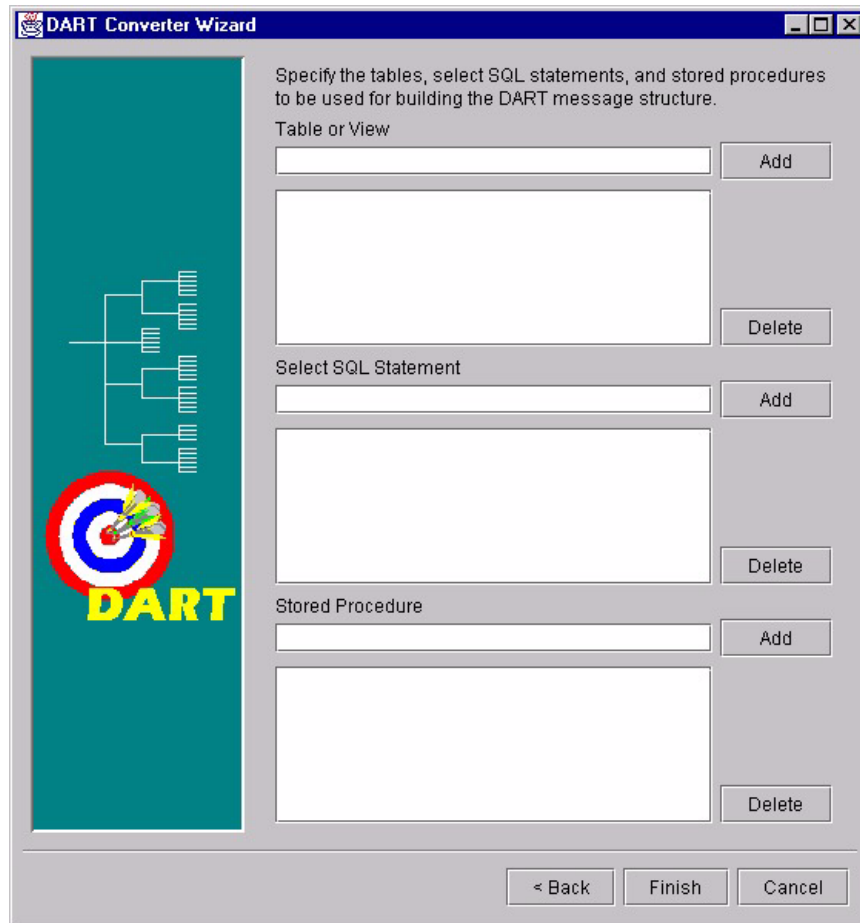 DART Converter Wizard
Specify the tables, select SQL statements, and stored procedures
to be used for building the DART message structure.
Table or View
Add
Delete
Select SQL Statement
Add
Delete
DART
Stored Procedure
Add
Delete
< Back
Finish
Cancel